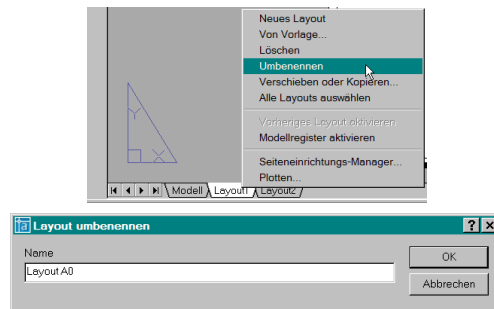 Neues Layout
Von Vorlage...
Löschen
Umbenennen
Verschieben oder Kopieren...
Alle Layouts auswählen
Vorheriges Layout aktivieren
Modellregister aktivieren
Seiteneinrichtungs-Manager...
Plotten...
Y
X
Modell Layout1 Layout2
Layout umbenennen
Name
Layout A0
OK
Abbrechen